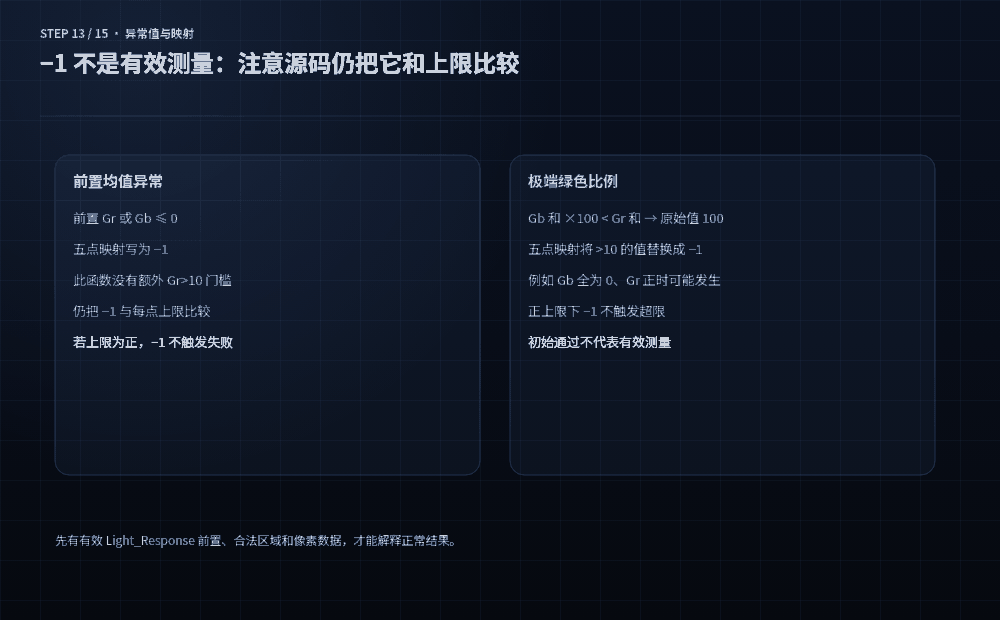 STEP 13 / 15 · 异常值与映射
−1 不是有效测量：注意源码仍把它和上限比较
前置均值异常
前置 Gr 或 Gb ⩽ 0
五点映射写为 −1
此函数没有额外 Gr>10 门槛
仍把 −1 与每点上限比较
若上限为正，−1 不触发失败
极端绿色比例
Gb 和 ×100 < Gr 和 → 原始值 100
五点映射将 >10 的值替换成 −1
例如 Gb 全为 0、Gr 正时可能发生
正上限下 −1 不触发超限
初始通过不代表有效测量
先有有效 Light_Response 前置、合法区域和像素数据，才能解释正常结果。